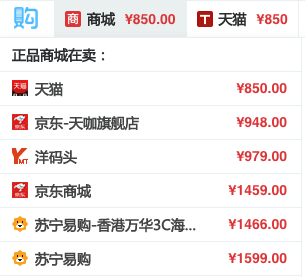 购 商 商城 ¥850.00 T 天猫 ¥850
正品商城在卖：
天猫 天猫 ¥850.00
京东-天咖旗舰店 ¥948.00
YMT 洋码头 ¥979.00
京东商城 ¥1459.00
苏宁易购-香港万华3C海... ¥1466.00
苏宁易购 ¥1599.00